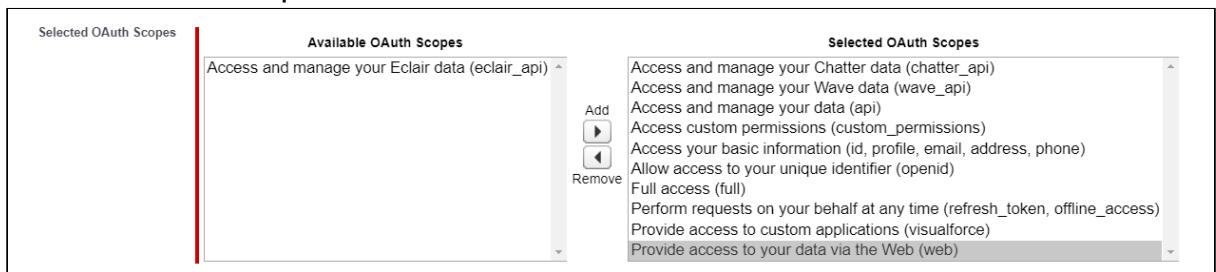 Selected OAuth Scopes
Available OAuth Scopes
Selected OAuth Scopes
Access and manage your Eclair data (eclair_api)
Add
Remove
Access and manage your Chatter data (chatter_api)
Access and manage your Wave data (wave_api)
Access and manage your data (api)
Access custom permissions (custom_permissions)
Access your basic information (id, profile, email, address, phone)
Allow access to your unique identifier (openid)
Full access (full)
Perform requests on your behalf at any time (refresh_token, offline_access)
Provide access to custom applications (visualforce)
Provide access to your data via the Web (web)